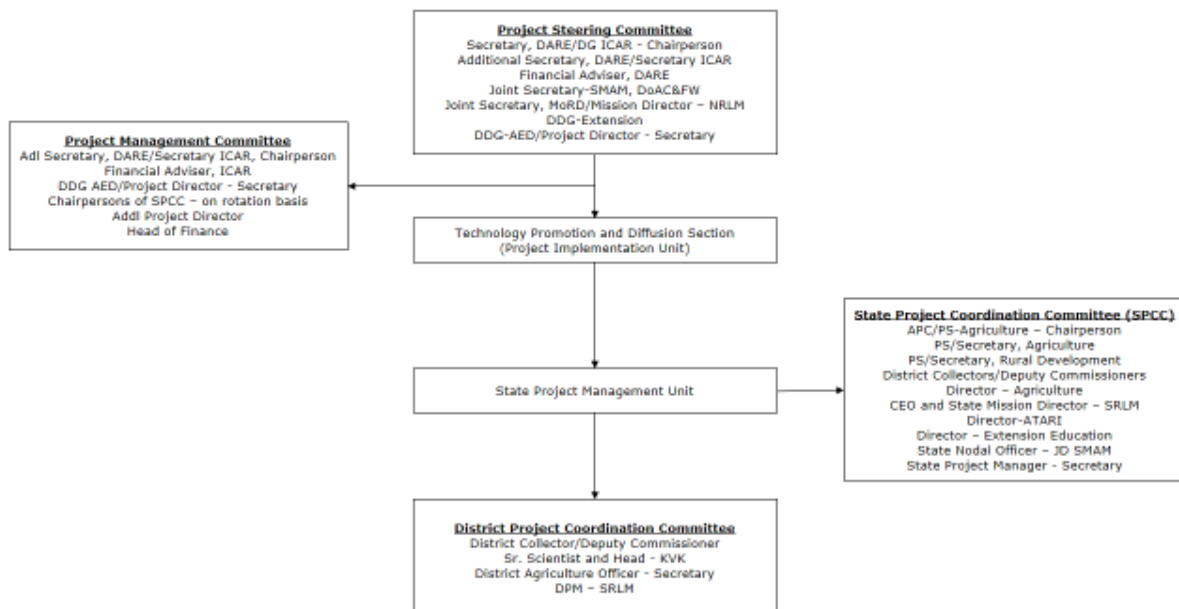 Project Steering Committee
Secretary, DARE/DG ICAR - Chairperson
Additional Secretary, DARE/Secretary ICAR
Financial Adviser, DARE
Joint Secretary-SMAM, DoAC&FW
Joint Secretary, MoRD/Mission Director – NRLM
DDG-Extension
DDG-AED/Project Director - Secretary
Project Management Committee
Adl Secretary, DARE/Secretary ICAR, Chairperson
Financial Adviser, ICAR
DDG AED/Project Director - Secretary
Chairpersons of SPCC – on rotation basis
Addl Project Director
Head of Finance
Technology Promotion and Diffusion Section
(Project Implementation Unit)
State Project Coordination Committee (SPCC)
APC/PS-Agriculture – Chairperson
PS/Secretary, Agriculture
PS/Secretary, Rural Development
District Collectors/Deputy Commissioners
Director – Agriculture
CEO and State Mission Director – SRLM
Director-ATARI
Director – Extension Education
State Nodal Officer – JD SMAM
State Project Manager - Secretary
State Project Management Unit
District Project Coordination Committee
District Collector/Deputy Commissioner
Sr. Scientist and Head - KVK
District Agriculture Officer - Secretary
DPM – SRLM